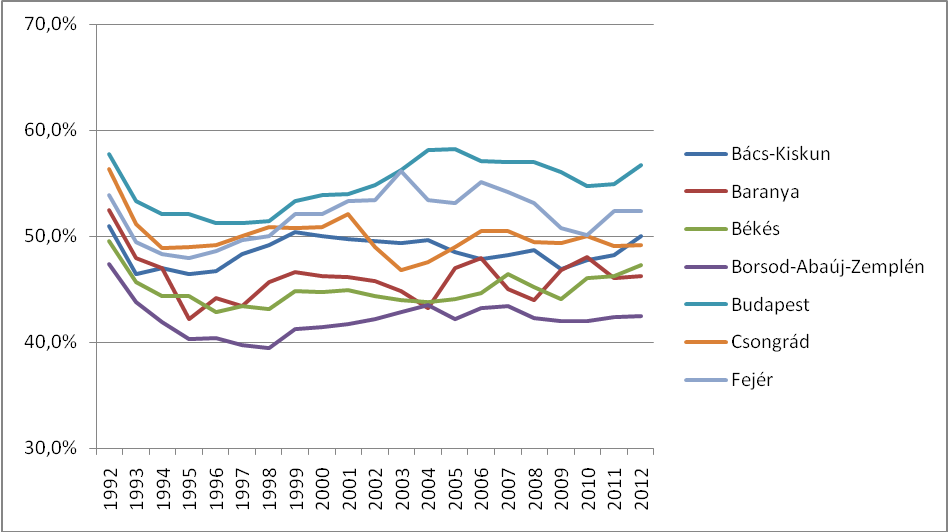 70,0%
60,0%
50,0%
40,0%
30,0%
1992 1993 1994 1995 1996 1997 1998 1999 2000 2001 2002 2003 2004 2005 2006 2007 2008 2009 2010 2011 2012
Bács-Kiskun
Baranya
Békés
Borsod-Abaúj-Zemplén
Budapest
Csongrád
Fejér